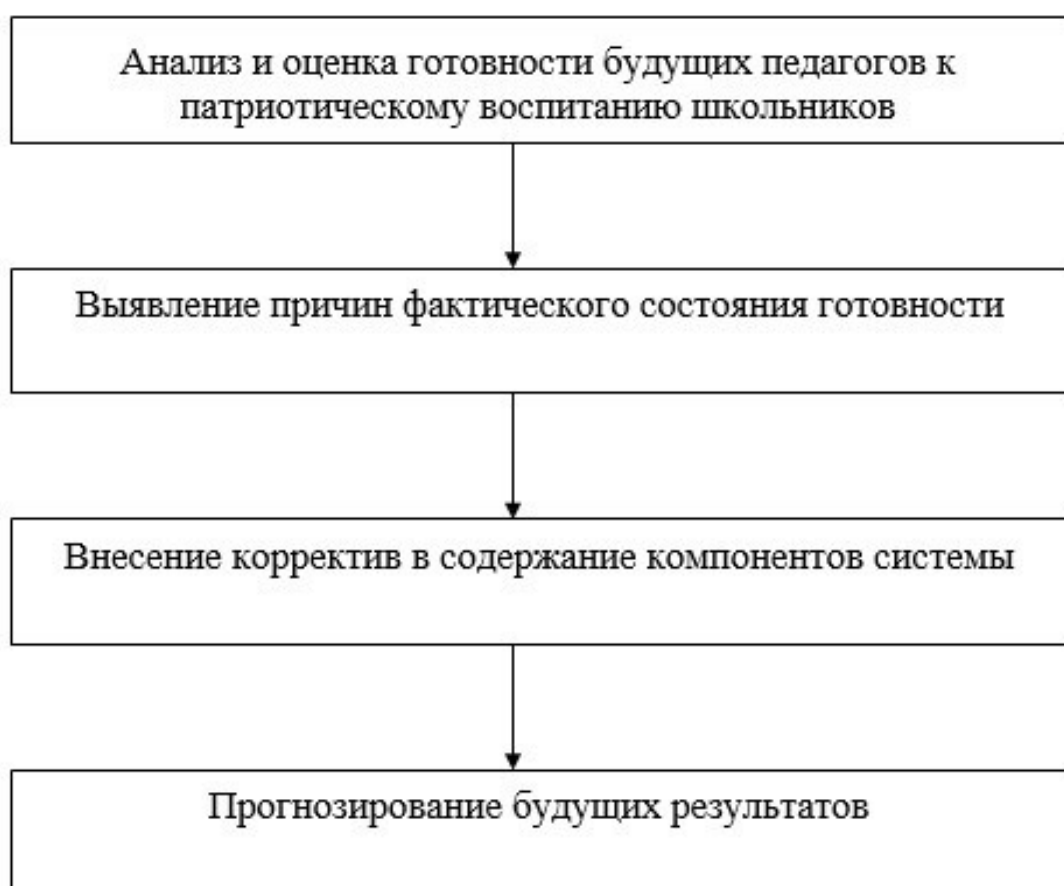 Анализ и оценка готовности будущих педагогов к
патриотическому воспитанию школьников
Выявление причин фактического состояния готовности
Внесение корректив в содержание компонентов системы
Прогнозирование будущих результатов